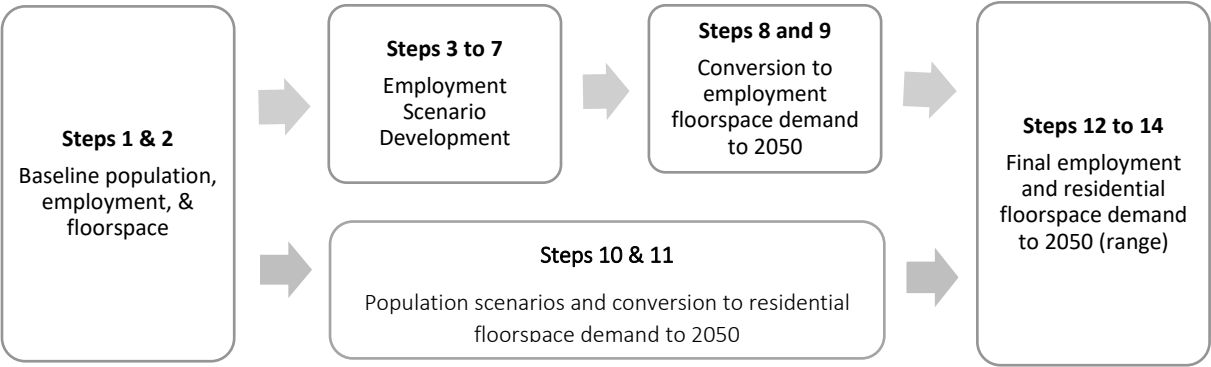 Steps 1 & 2
Baseline population,
employment, &
floorspace
Steps 3 to 7
Employment
Scenario
Development
Steps 8 and 9
Conversion to
employment
floorspace demand
to 2050
Steps 10 & 11
Population scenarios and conversion to residential
floorspace demand to 2050
Steps 12 to 14
Final employment
and residential
floorspace demand
to 2050 (range)